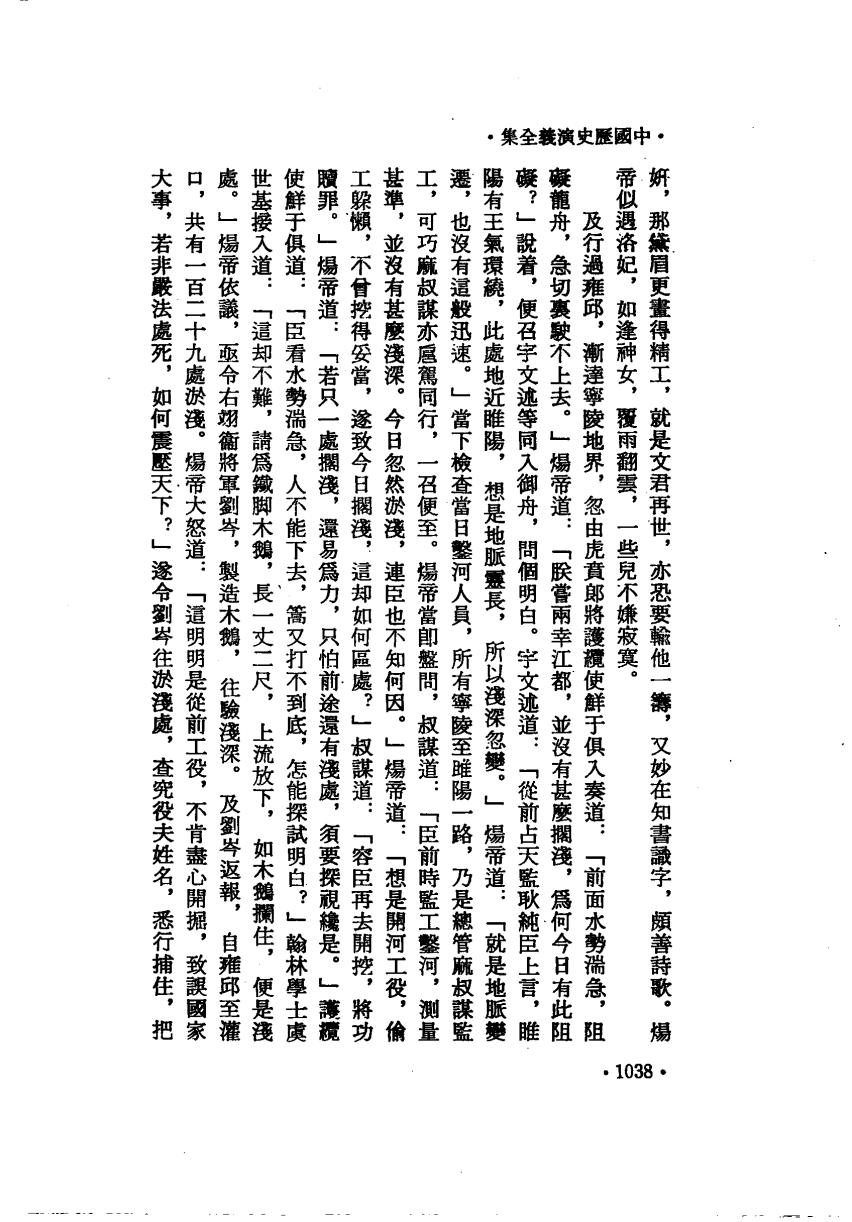 •中國歷史演義全集•
妍，那黛眉更畫得精工，就是文君再世，亦恐要輸他一籌，又妙在知書識字，頗善詩歌。煬
帝似遇洛妃，如逢神女，覆雨翻雲，一些兒不嫌寂寞。
及行過雍邱，漸達寧陵地界，忽由虎賁郎將護纜使鮮于俱入奏道：「前面水勢湍急，阻
礙龍舟，急切裏駛不上去。」煬帝道：「朕嘗兩幸江都，並沒有甚麼擱淺，爲何今日有此阻
礙？」說着，便召宇文述等同入御舟，問個明白。宇文述道：「從前占天監耿純臣上言，睢
陽有王氣環繞，此處地近睢陽，想是地脈靈長，所以淺深忽變。」煬帝道：「就是地脈變
遷，也沒有這般迅速。」當下檢查當日鑿河人員，所有寧陵至睢陽一路，乃是總管麻叔謀監
工，可巧麻叔謀亦扈駕同行，一召便至。煬帝當卽盤問，叔謀道：「臣前時監工鑿河，測量
甚準，並沒有甚麼淺深。今日忽然淤淺，連臣也不知何因。」煬帝道：「想是開河工役，偷
工躲懶，不曾挖得妥當，遂致今日擱淺，這却如何區處？」叔謀道：「容臣再去開挖，將功
贖罪。」煬帝道：「若只一處擱淺，還易爲力，只怕前途還有淺處，須要探視纔是。」護纜
使鮮于俱道：「臣看水勢湍急，人不能下去，篙又打不到底，怎能探試明白？」翰林學士虞
世基接入道：「這却不難，請爲鐵脚木鵝，長一丈二尺，上流放下，如木鵝攔住，便是淺
處。」煬帝依議，亟令右翊衞將軍劉岑，製造木鵝，往驗淺深。及劉岑返報，自雍邱至灌
口，共有一百二十九處淤淺。煬帝大怒道：「這明明是從前工役，不肯盡心開掘，致誤國家
大事，若非嚴法處死，如何震壓天下？」遂令劉岑往淤淺處，查究役夫姓名，悉行捕住，把
•1038•